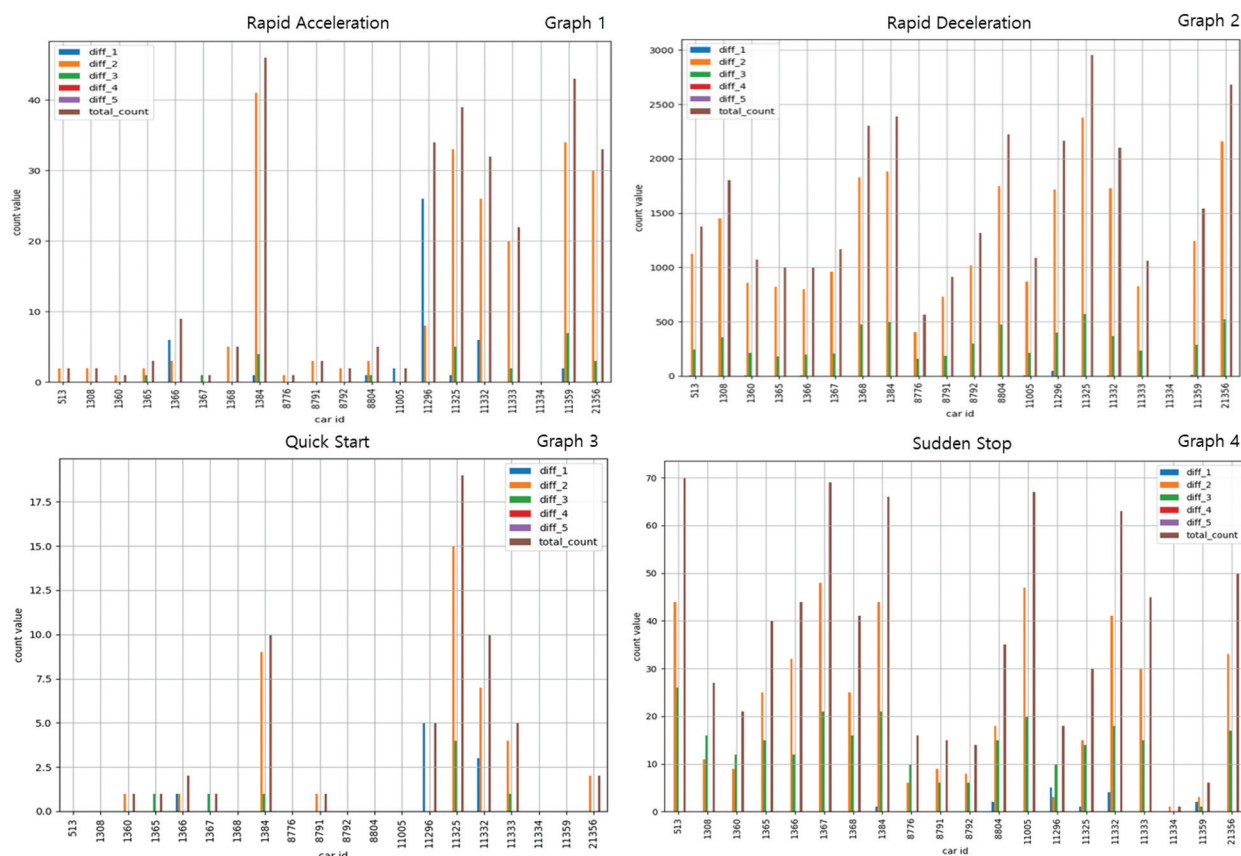 Rapid Acceleration Graph 1
diff_1
diff_2
diff_3
diff_4
diff_5
total_count
40
30
20
10
0
count value
513 1308 1360 1365 1366 1367 1368 1384 8776 8791 8792 8804 11005 11296 11325 11332 11333 11334 11359 21356
car id
Rapid Deceleration Graph 2
diff_1
diff_2
diff_3
diff_4
diff_5
total_count
3000
2500
2000
1500
1000
500
0
count value
513 1308 1360 1365 1366 1367 1368 1384 8776 8791 8792 8804 11005 11296 11325 11332 11333 11334 11359 21356
car id
Quick Start Graph 3
diff_1
diff_2
diff_3
diff_4
diff_5
total_count
17.5
15.0
12.5
10.0
7.5
5.0
2.5
0.0
count value
513 1308 1360 1365 1366 1367 1368 1384 8776 8791 8792 8804 11005 11296 11325 11332 11333 11334 11359 21356
car id
Sudden Stop Graph 4
diff_1
diff_2
diff_3
diff_4
diff_5
total_count
70
60
50
40
30
20
10
0
count value
513 1308 1360 1365 1366 1367 1368 1384 8776 8791 8792 8804 11005 11296 11325 11332 11333 11334 11359 21356
car id